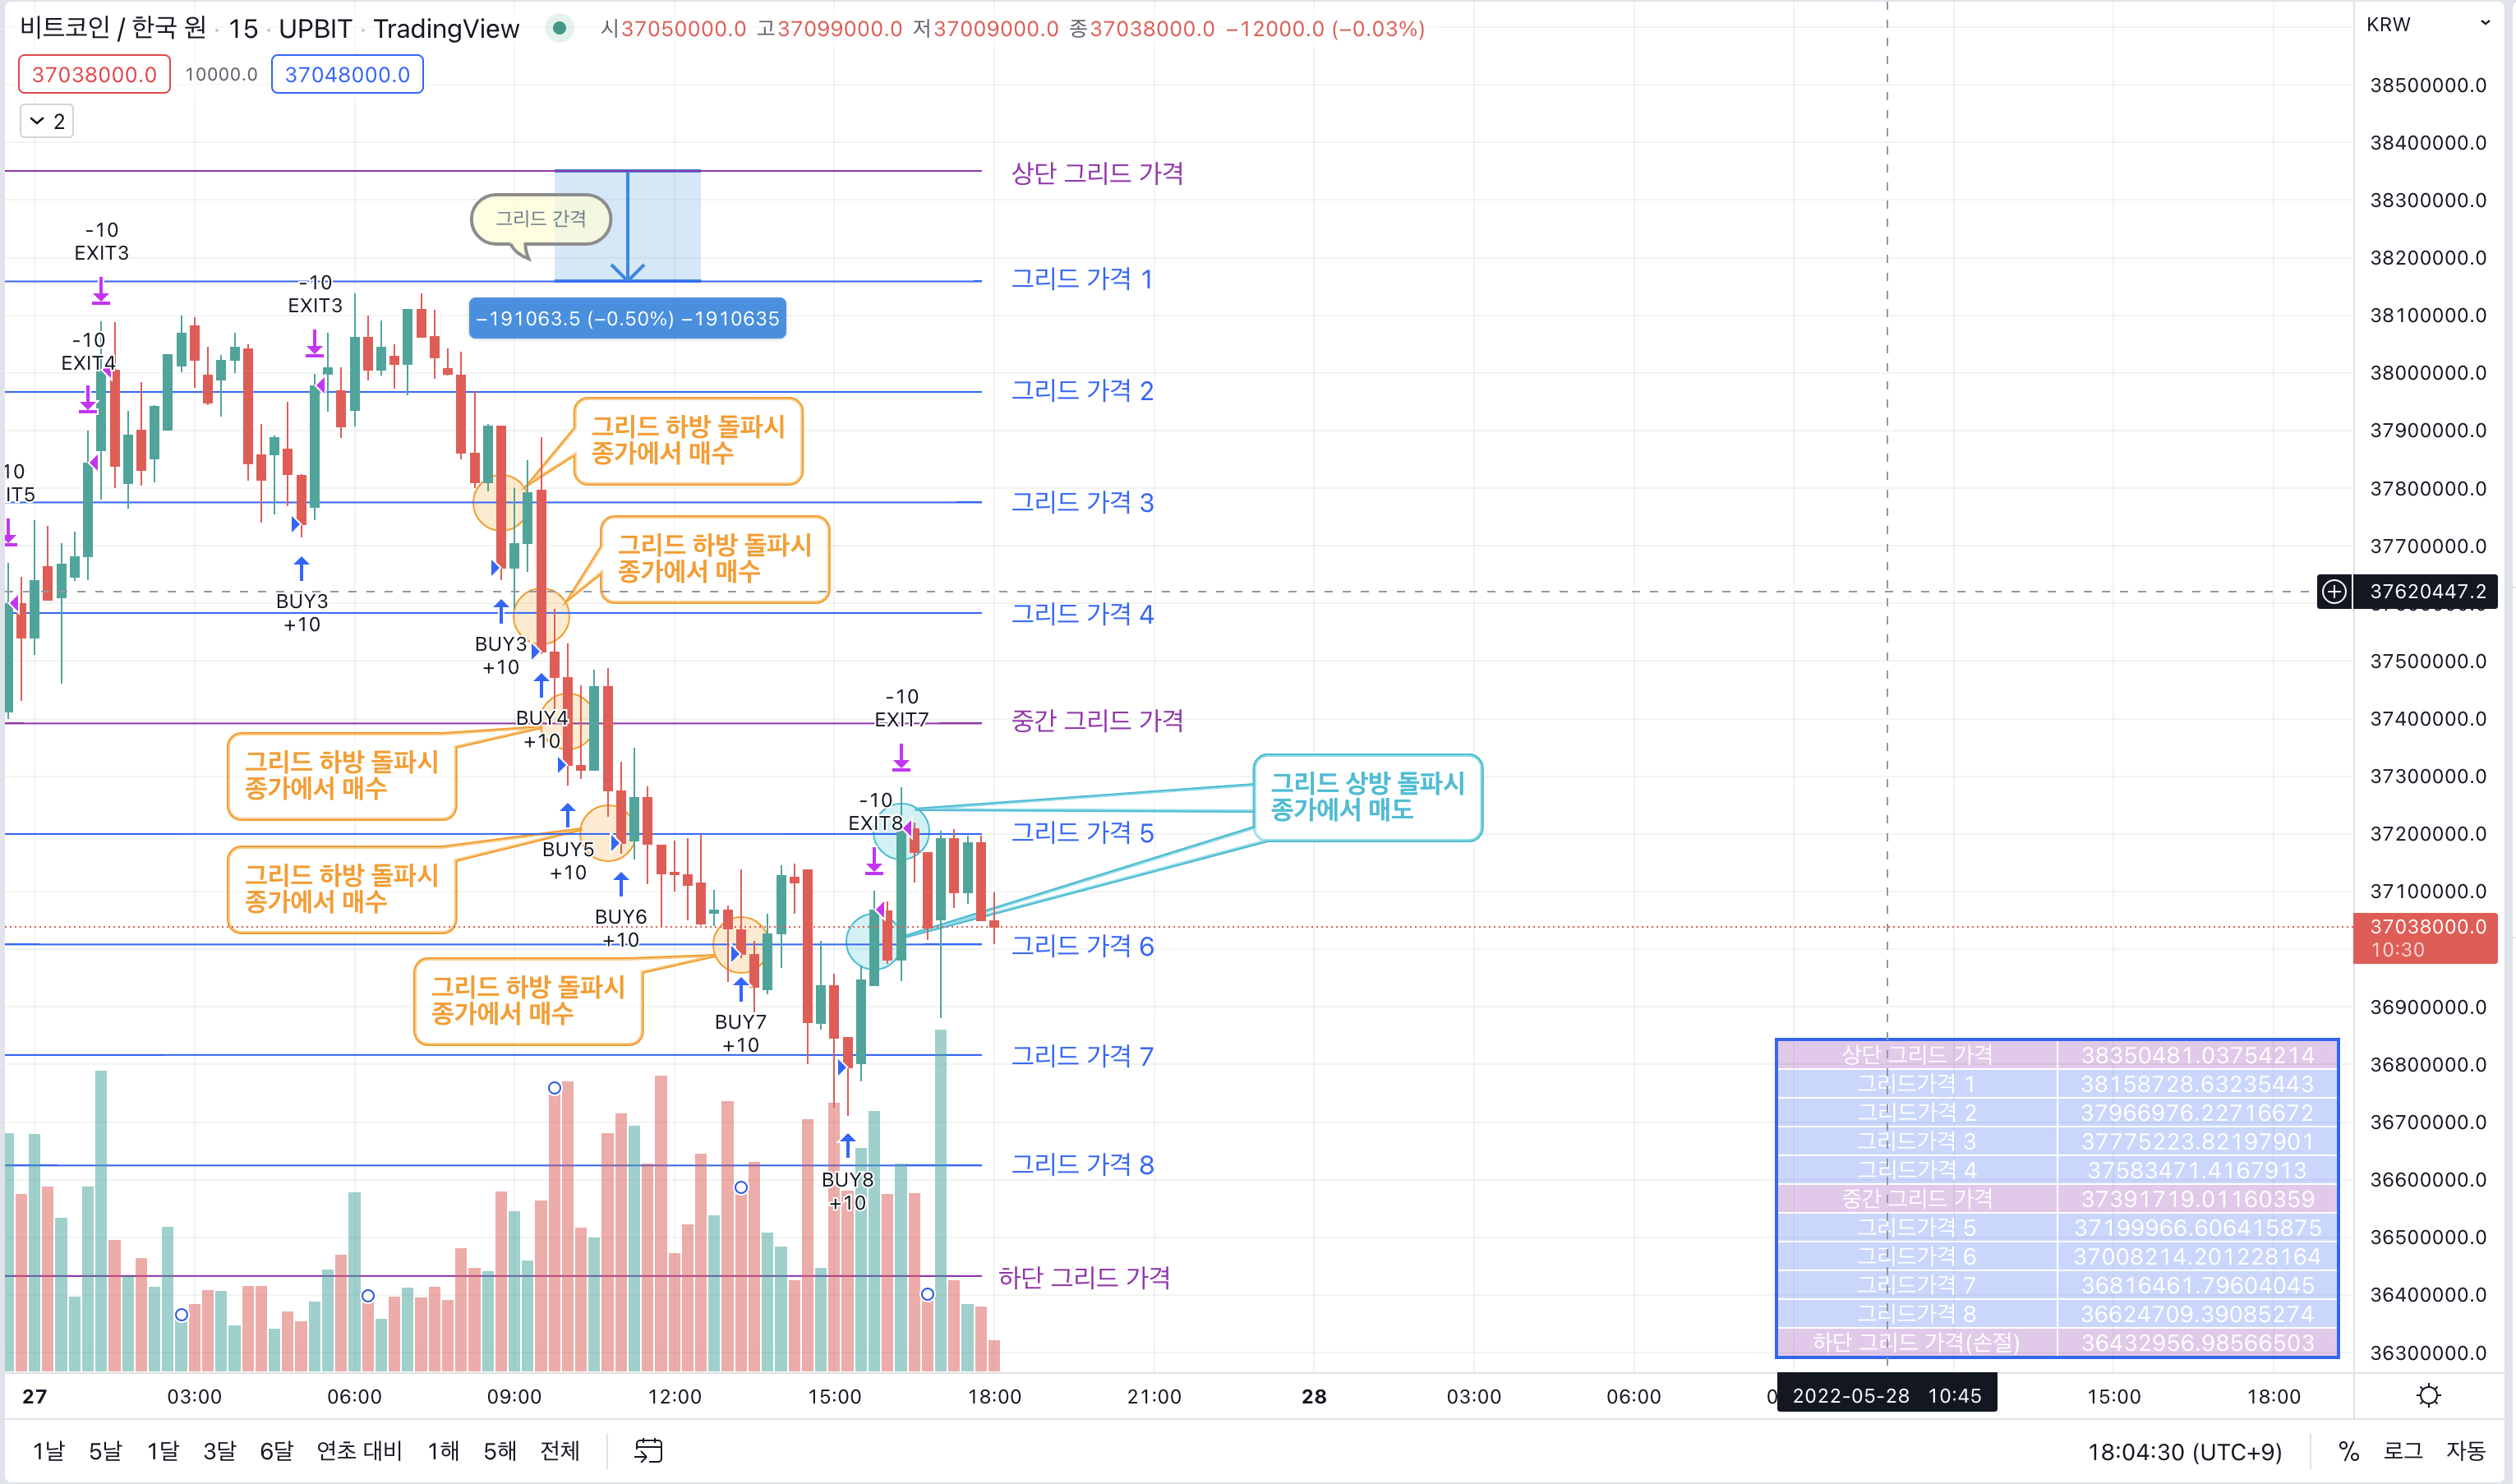 비트코인 / 한국 원 · 15 · UPBIT · TradingView
시37050000.0 고37099000.0 저37009000.0 종37038000.0 −12000.0 (−0.03%)
KRW
37038000.0 10000.0 37048000.0
2
38500000.0
38400000.0
38300000.0
38200000.0
38100000.0
38000000.0
37900000.0
37800000.0
37700000.0
37620447.2
37500000.0
37400000.0
37300000.0
37200000.0
37100000.0
37038000.0
10:30
36900000.0
36800000.0
36700000.0
36600000.0
36500000.0
36400000.0
36300000.0
상단 그리드 가격
그리드 간격
그리드 가격 1
−191063.5 (−0.50%) −1910635
그리드 가격 2
그리드 가격 3
그리드 가격 4
중간 그리드 가격
그리드 가격 5
그리드 가격 6
그리드 가격 7
그리드 가격 8
하단 그리드 가격
-10
EXIT3
-10
EXIT3
-10
EXIT4
10
IT5
그리드 하방 돌파시
종가에서 매수
그리드 하방 돌파시
종가에서 매수
BUY3
+10
BUY3
+10
BUY4
+10
그리드 하방 돌파시
종가에서 매수
BUY5
+10
그리드 하방 돌파시
종가에서 매수
BUY6
+10
그리드 하방 돌파시
종가에서 매수
BUY7
+10
BUY8
+10
-10
EXIT7
-10
EXIT8
그리드 상방 돌파시
종가에서 매도
상단 그리드 가격 38350481.03754214
그리드가격 1 38158728.63235443
그리드가격 2 37966976.22716672
그리드가격 3 37775223.82197901
그리드가격 4 37583471.4167913
중간 그리드 가격 37391719.01160359
그리드가격 5 37199966.606415875
그리드가격 6 37008214.201228164
그리드가격 7 36816461.79604045
그리드가격 8 36624709.39085274
하단 그리드 가격(손절) 36432956.98566503
27 03:00 06:00 09:00 12:00 15:00 18:00 21:00 28 03:00 06:00 0 2022-05-28 10:45 15:00 18:00
1날 5날 1달 3달 6달 연초 대비 1해 5해 전체
18:04:30 (UTC+9) % 로그 자동